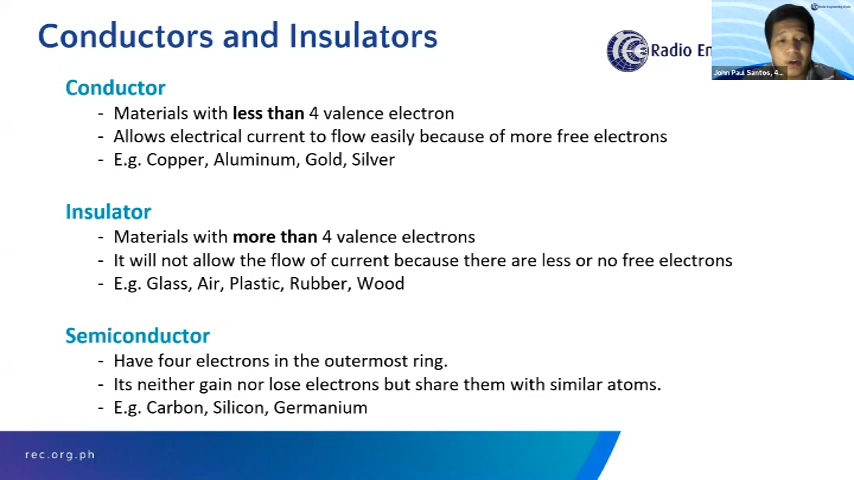 Conductors and Insulators
Radio En
John Paul Santos, 4...
Conductor
- Materials with less than 4 valence electron
- Allows electrical current to flow easily because of more free electrons
- E.g. Copper, Aluminum, Gold, Silver
Insulator
- Materials with more than 4 valence electrons
- It will not allow the flow of current because there are less or no free electrons
- E.g. Glass, Air, Plastic, Rubber, Wood
Semiconductor
- Have four electrons in the outermost ring.
- Its neither gain nor lose electrons but share them with similar atoms.
- E.g. Carbon, Silicon, Germanium
rec.org.ph